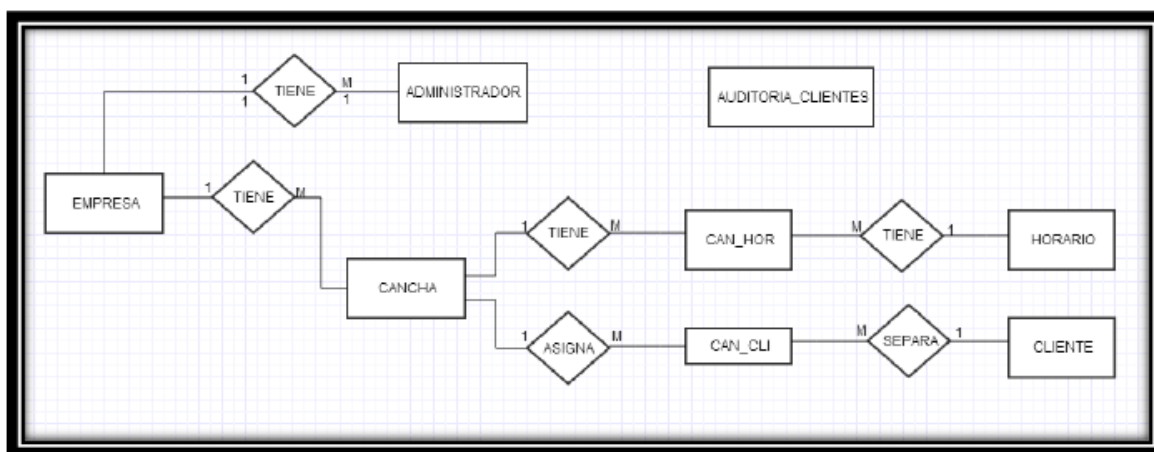 1 TIENE M ADMINISTRADOR
1 1
AUDITORIA_CLIENTES
EMPRESA 1 TIENE M
CANCHA
1 TIENE M CAN_HOR M TIENE 1 HORARIO
1 ASIGNA M CAN_CLI M SEPARA 1 CLIENTE